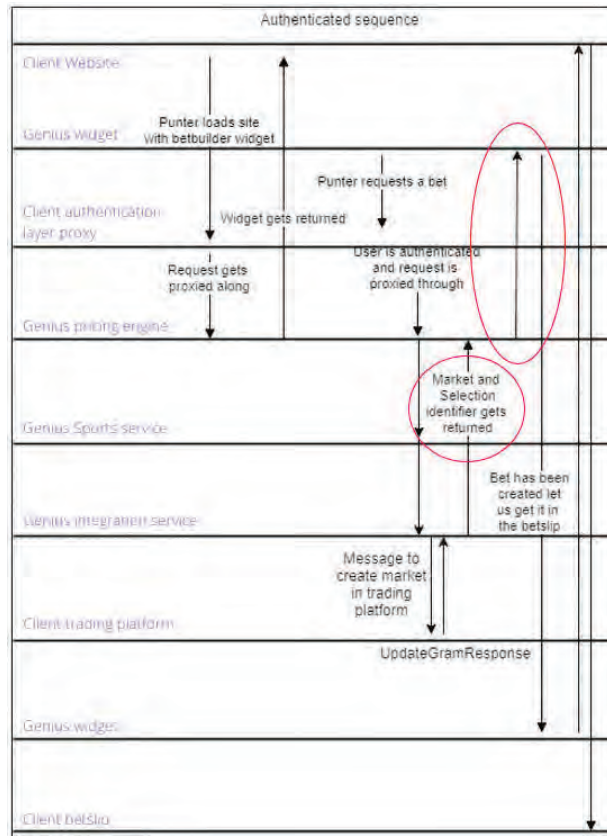 Authenticated sequence
Client Website
Punter loads site
with betbuilder widget
Genius widget
Punter requests a bet
Client authentication
layer proxy
Widget gets returned
Request gets
proxied along
User is authenticated
and request is
proxied through
Genius pricing engine
Market and
Selection
identifier gets
returned
Genius Sports service
Bet has been
created let
us get it in
the betslip
Genius integration service
Message to
create market
in trading
platform
Client trading platform
UpdateGramResponse
Genius widget
Client betslip